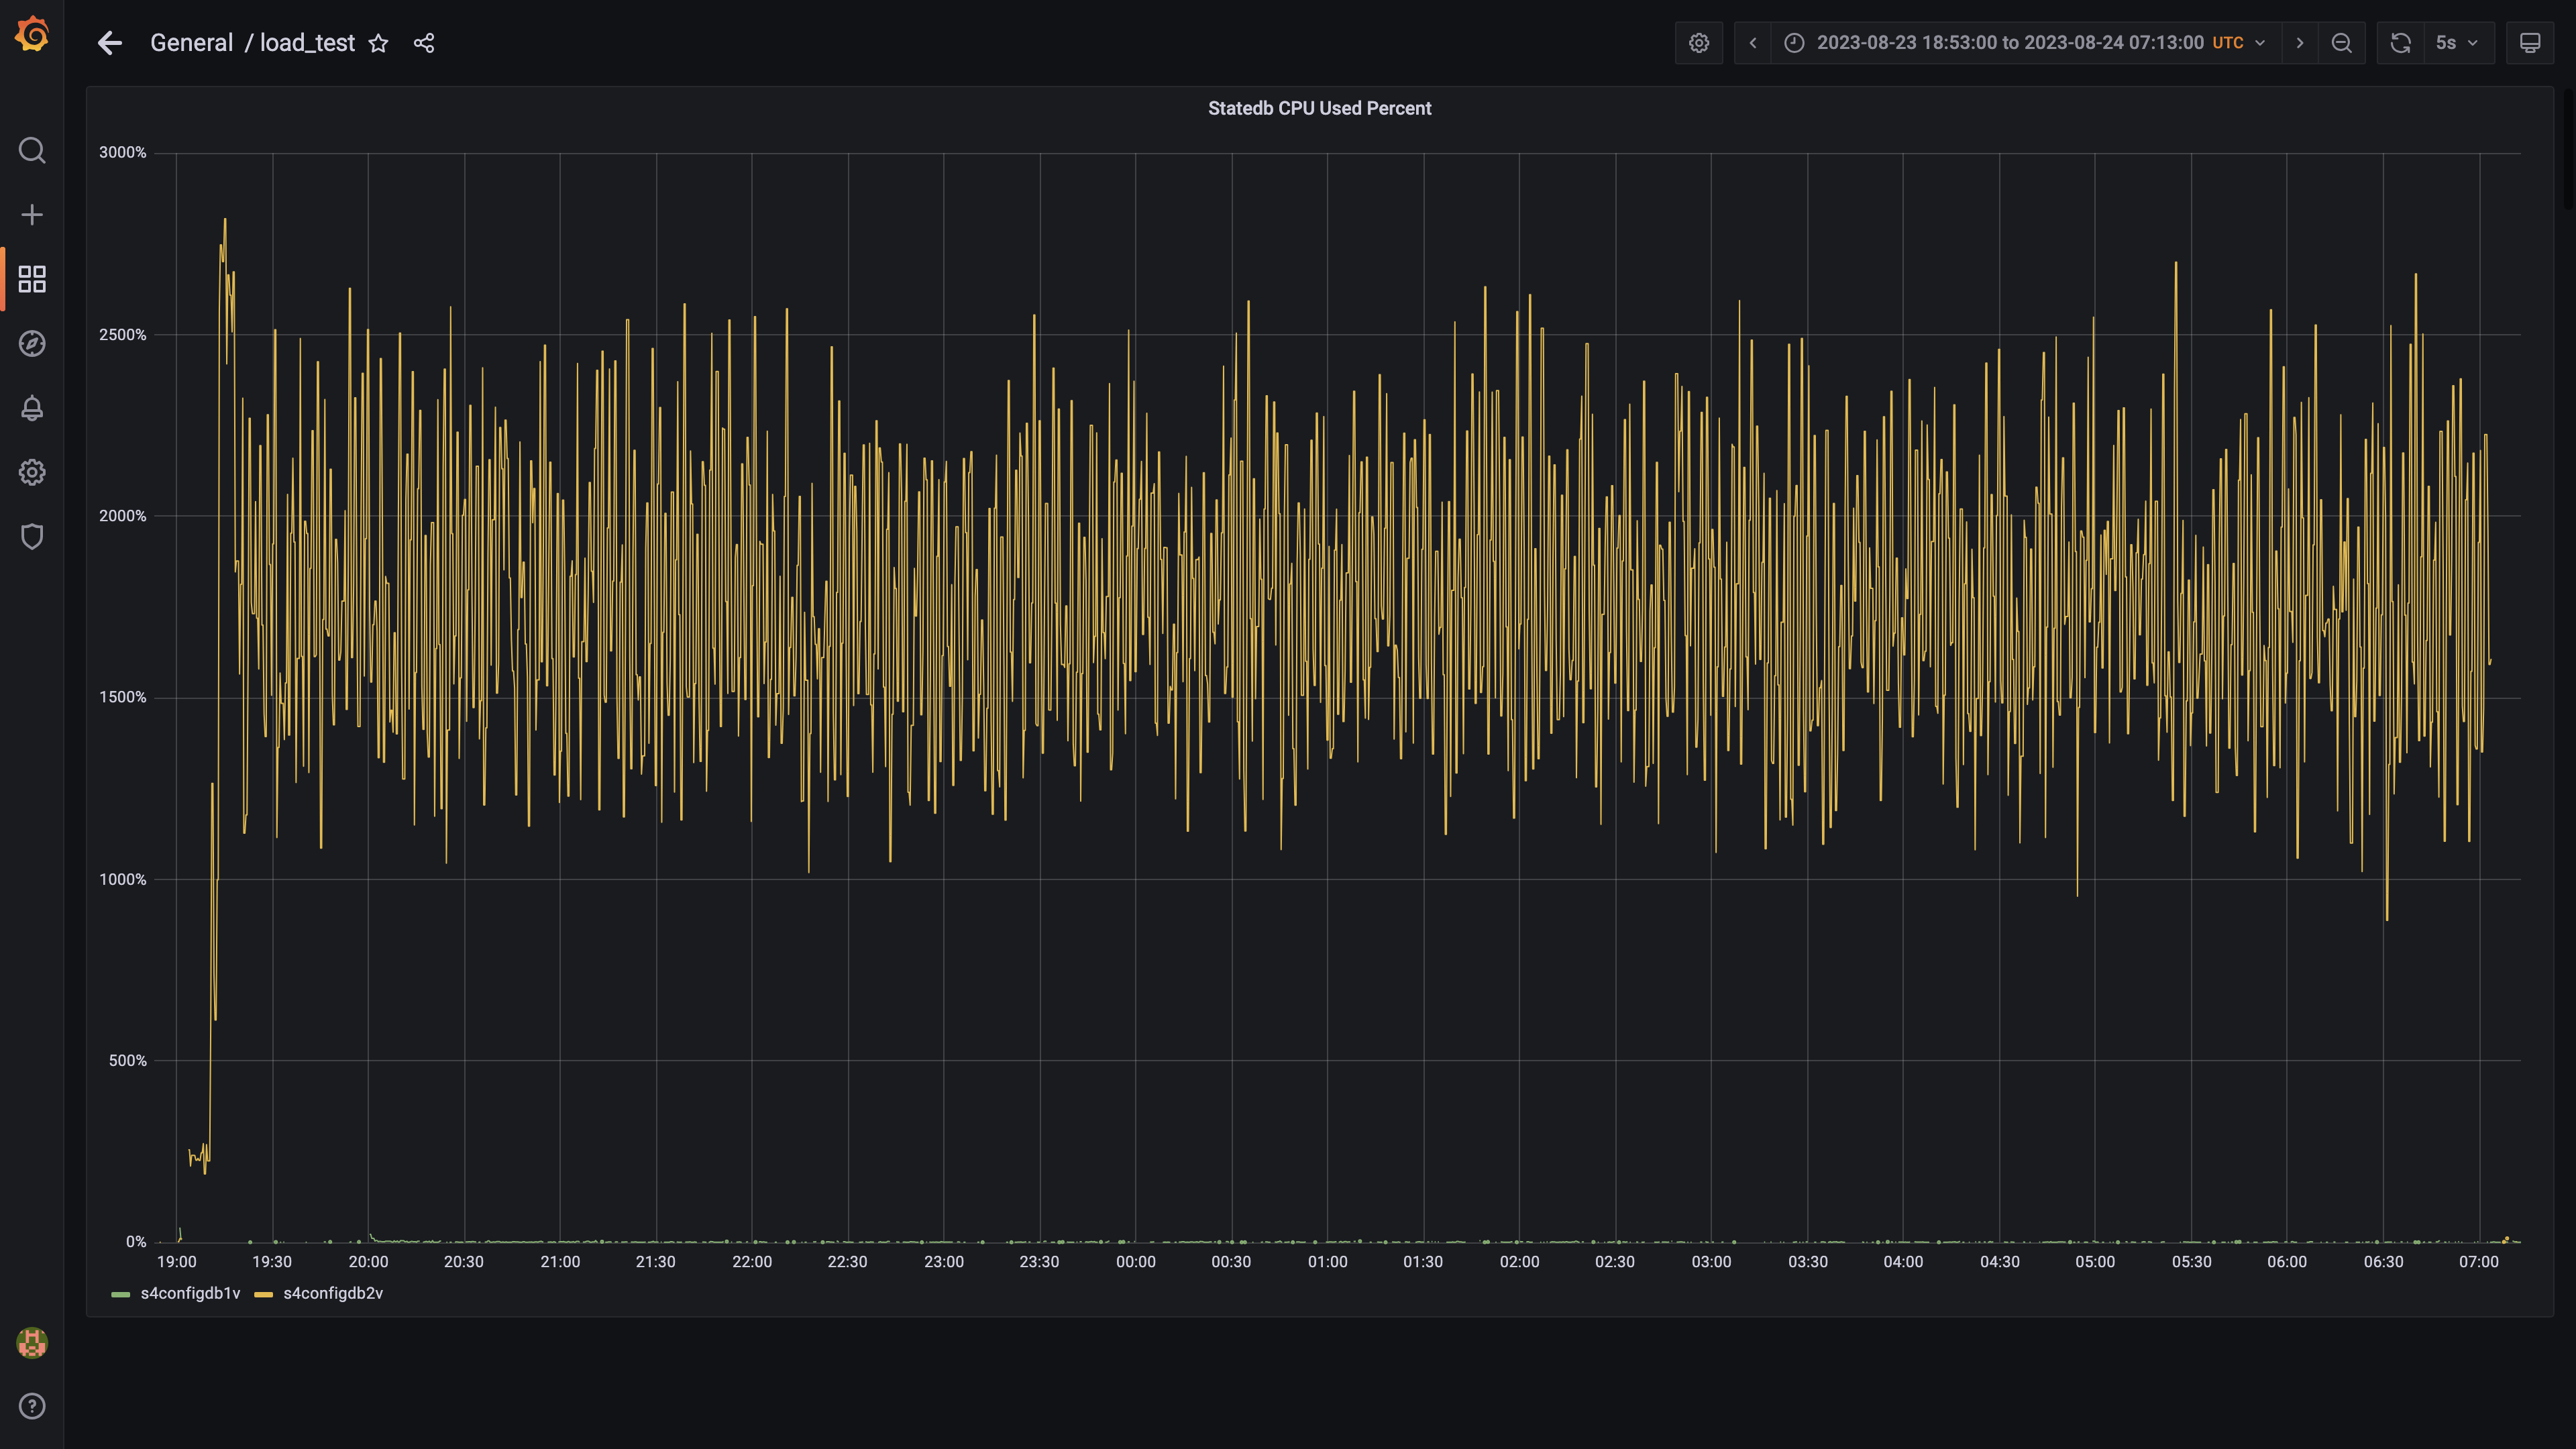 General / load_test
2023-08-23 18:53:00 to 2023-08-24 07:13:00 UTC
5s
Statedb CPU Used Percent
3000%
2500%
2000%
1500%
1000%
500%
0%
19:00 19:30 20:00 20:30 21:00 21:30 22:00 22:30 23:00 23:30 00:00 00:30 01:00 01:30 02:00 02:30 03:00 03:30 04:00 04:30 05:00 05:30 06:00 06:30 07:00
s4configdb1v s4configdb2v